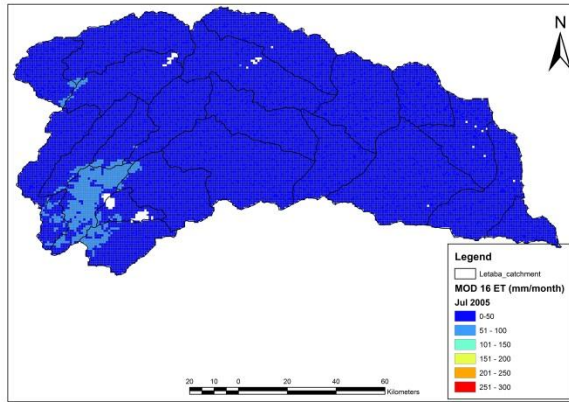 N
Legend
Letaba_catchment
MOD 16 ET (mm/month)
Jul 2005
0-50
51 - 100
101 - 150
151 - 200
201 - 250
251 - 300
20 10 0 20 40 60
Kilometers